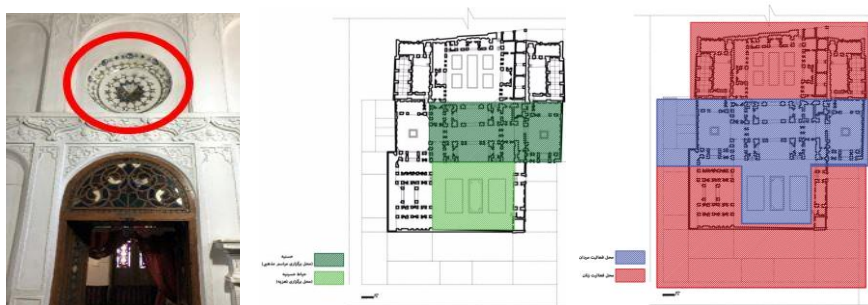 حسینیه
(محل برگزاری مراسم مذهبی)
حیاط حسینیه
(محل برگزاری تعزیه)
محل فعالیت مردان
محل فعالیت زنان